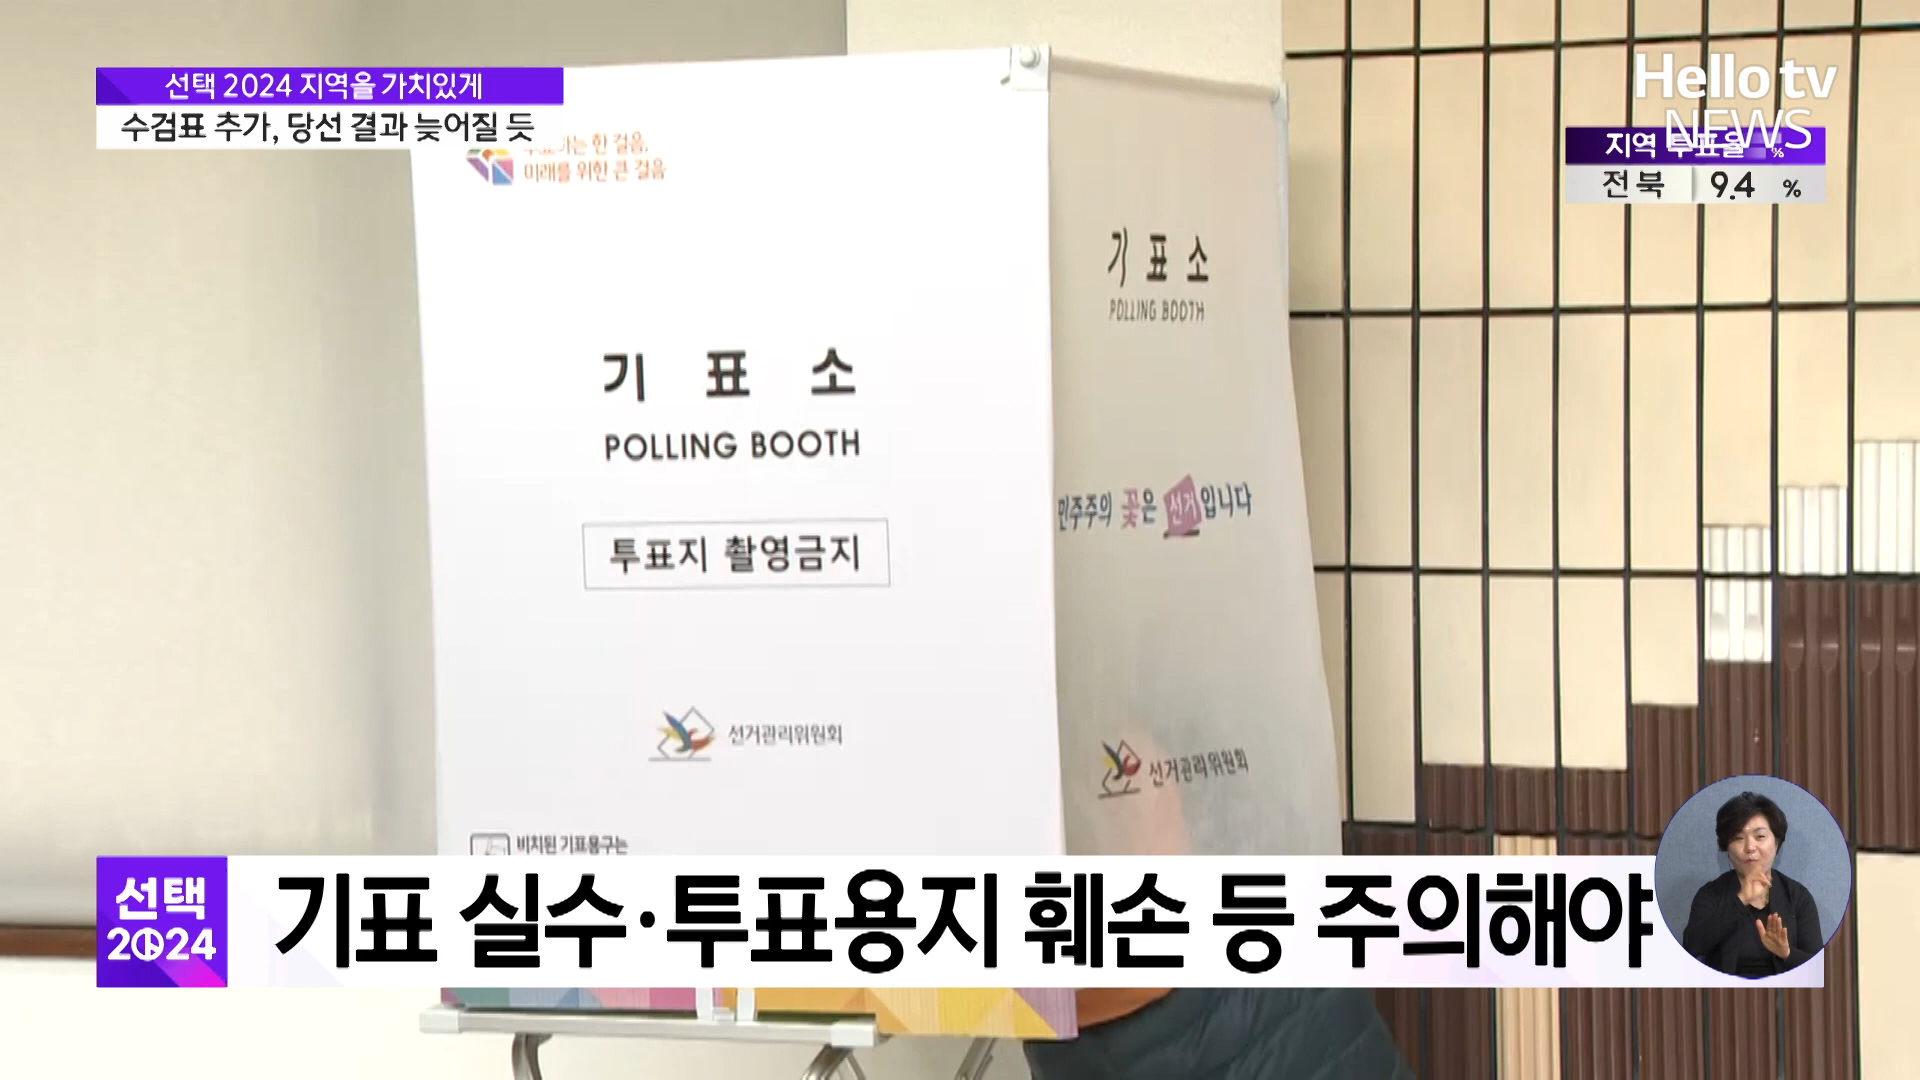 선택 2024 지역을 가치있게
수검표 추가, 당선 결과 늦어질 듯
Hello tv
NEWS
지역 투표율 %
전북 9.4 %
한 걸음,
미래를 위한 큰 걸음
기표소
POLLING BOOTH
투표지 촬영금지
선거관리위원회
비치된 기표용구는
기표소
POLLING BOOTH
민주주의 꽃은 선거입니다
선거관리위원회
선택
2024
기표 실수·투표용지 훼손 등 주의해야